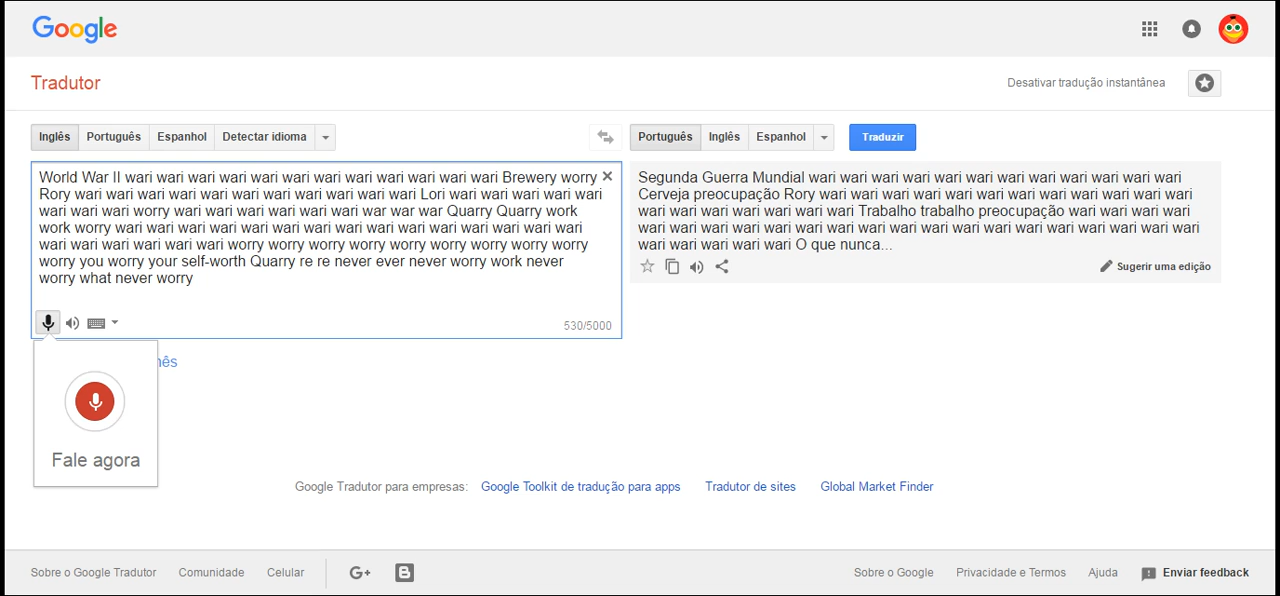 Google
Tradutor
Desativar tradução instantânea
Inglês Português Espanhol Detectar idioma
Português Inglês Espanhol Traduzir
World War II wari wari wari wari wari wari wari wari wari wari wari wari Brewery worry
Rory wari wari wari wari wari wari wari wari wari wari wari Lori wari wari wari wari wari
wari wari wari worry wari wari wari wari wari wari war war war Quarry Quarry work
work worry wari wari wari wari wari wari wari wari wari wari wari wari wari wari wari
wari wari wari wari wari wari worry worry worry worry worry worry worry worry worry
worry you worry your self-worth Quarry re re never ever never worry work never
worry what never worry
530/5000
Segunda Guerra Mundial wari wari wari wari wari wari wari wari wari wari wari wari
Cerveja preocupação Rory wari wari wari wari wari wari wari wari wari wari wari wari
wari wari wari wari wari wari wari Trabalho trabalho preocupação wari wari wari wari
wari wari wari wari wari wari wari wari wari wari wari wari wari wari wari wari wari wari
wari wari wari wari wari O que nunca...
Sugerir uma edição
ês
Fale agora
Google Tradutor para empresas: Google Toolkit de tradução para apps Tradutor de sites Global Market Finder
Sobre o Google Tradutor Comunidade Celular G+ B Sobre o Google Privacidade e Termos Ajuda Enviar feedback